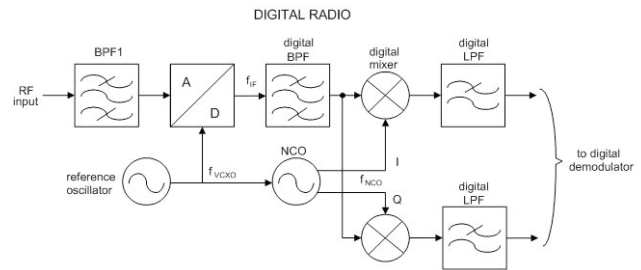 DIGITAL RADIO
BPF1
digital
BPF
digital
mixer
digital
LPF
RF
input
A
D
fIF
reference
oscillator
fVCXO
NCO
fNCO
I
Q
to digital
demodulator
digital
LPF